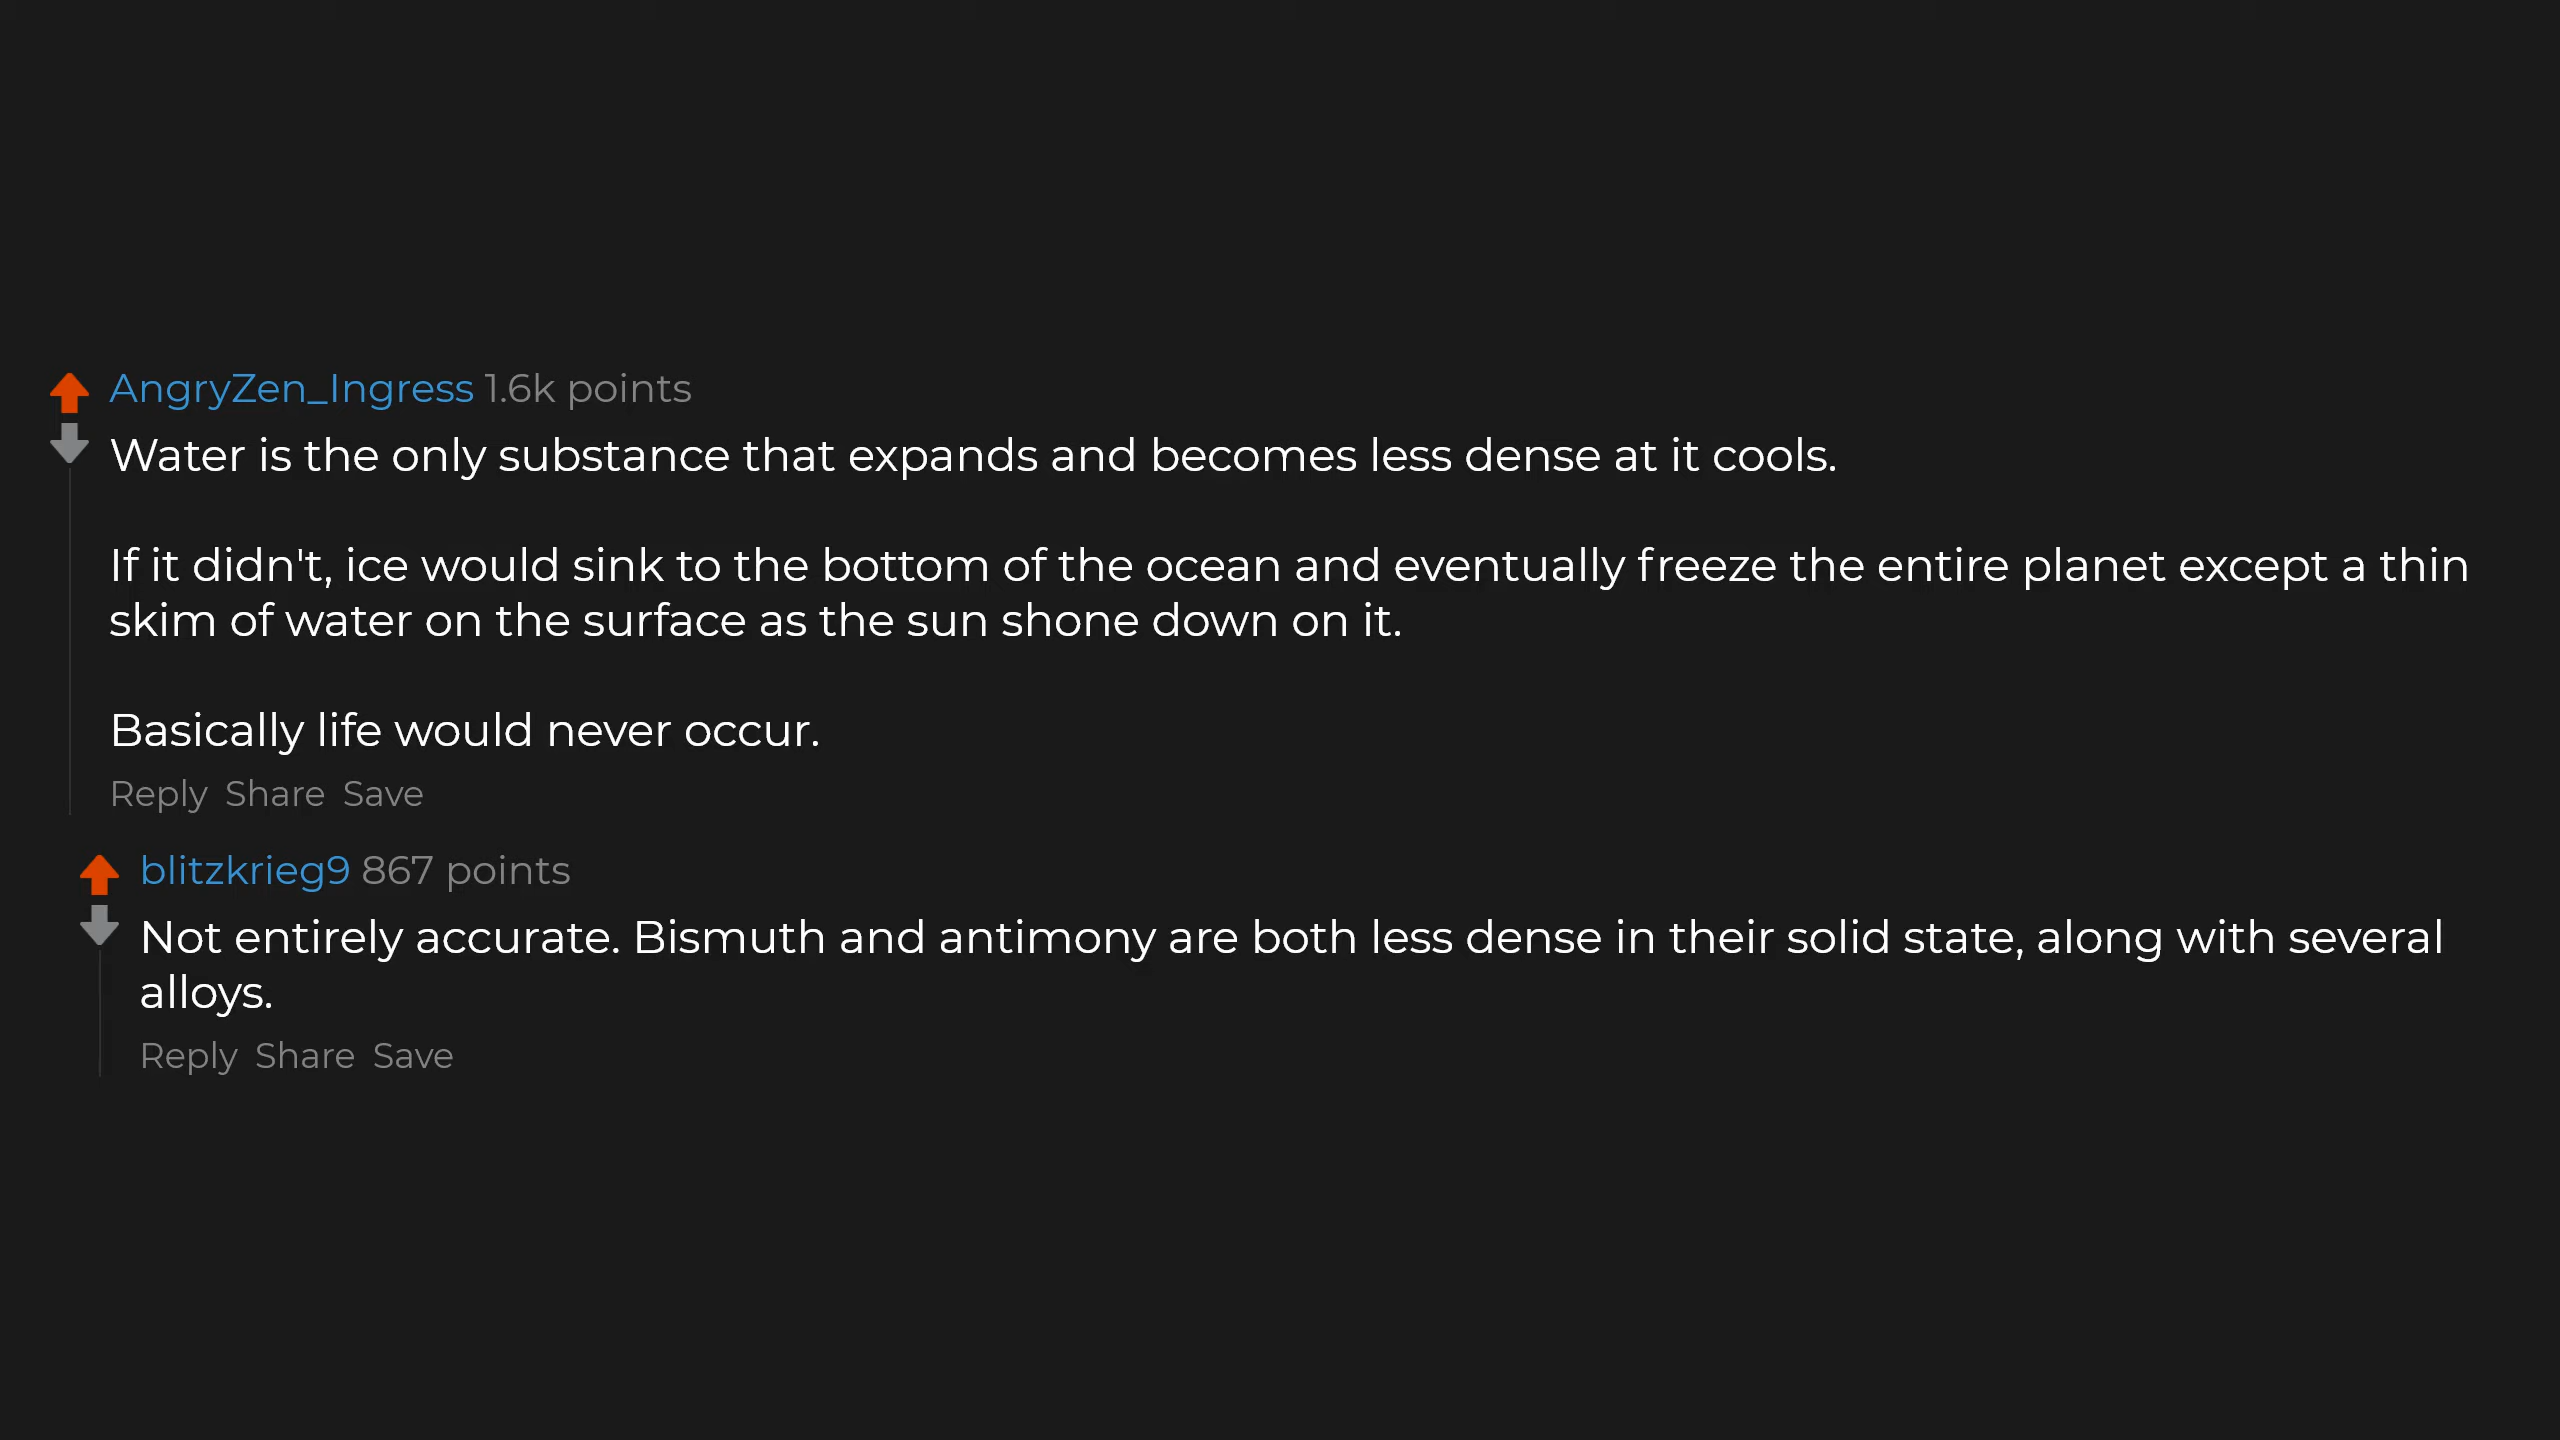 AngryZen_Ingress 1.6k points
Water is the only substance that expands and becomes less dense at it cools.
If it didn't, ice would sink to the bottom of the ocean and eventually freeze the entire planet except a thin
skim of water on the surface as the sun shone down on it.
Basically life would never occur.
Reply Share Save
blitzkrieg9 867 points
Not entirely accurate. Bismuth and antimony are both less dense in their solid state, along with several
alloys.
Reply Share Save